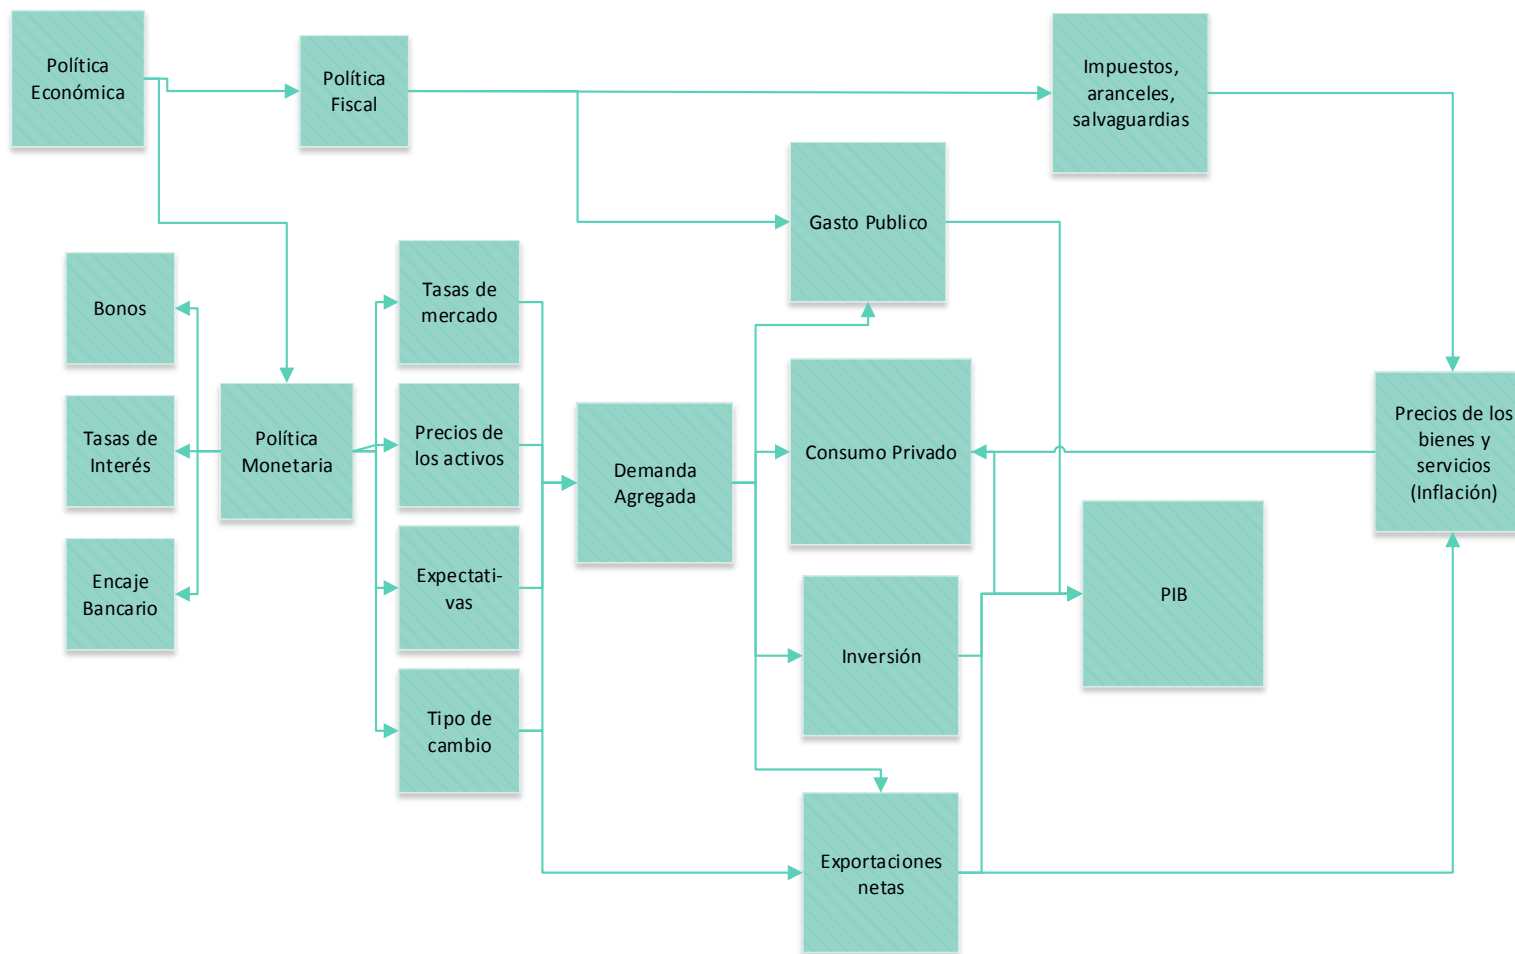 Política
Económica
Política
Fiscal
Impuestos,
aranceles,
salvaguardias
Gasto Publico
Bonos
Tasas de
mercado
Tasas de
Interés
Política
Monetaria
Precios de
los activos
Demanda
Agregada
Consumo Privado
Precios de los
bienes y
servicios
(Inflación)
Encaje
Bancario
Expectati-
vas
PIB
Inversión
Tipo de
cambio
Exportaciones
netas